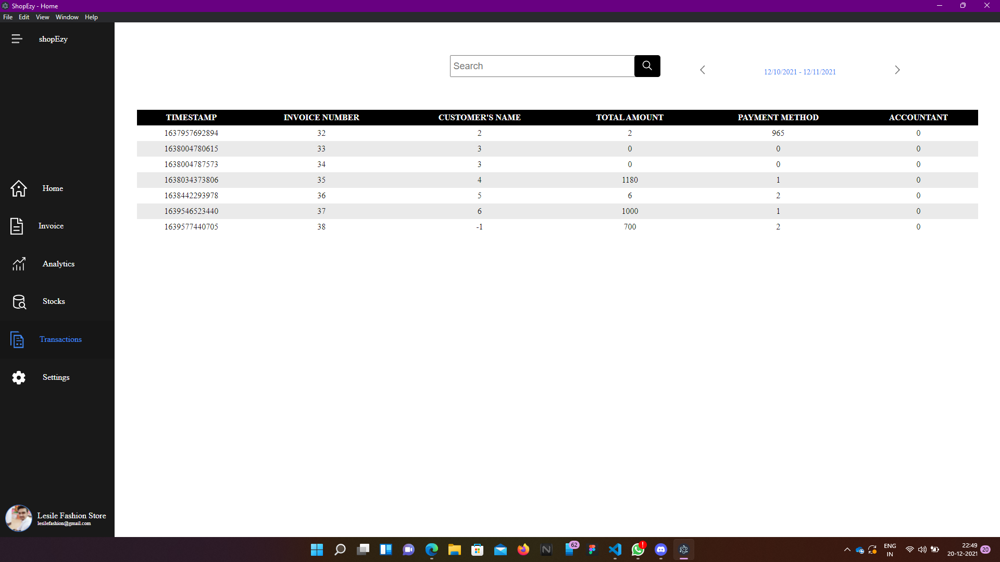 ShopEzy - Home
File Edit View Window Help
shopEzy
Search
12/10/2021 - 12/11/2021
TIMESTAMP INVOICE NUMBER CUSTOMER'S NAME TOTAL AMOUNT PAYMENT METHOD ACCOUNTANT
1637957692894 32 2 2 965 0
1638004780615 33 3 0 0 0
1638004787573 34 3 0 0 0
1638034373806 35 4 1180 1 0
1638442293978 36 5 6 2 0
1639546523440 37 6 1000 1 0
1639577440705 38 -1 700 2 0
Home
Invoice
Analytics
Stocks
Transactions
Settings
Lesile Fashion Store
lesilefashion@gmail.com
62
!
ENG
IN
22:49
20-12-2021
20